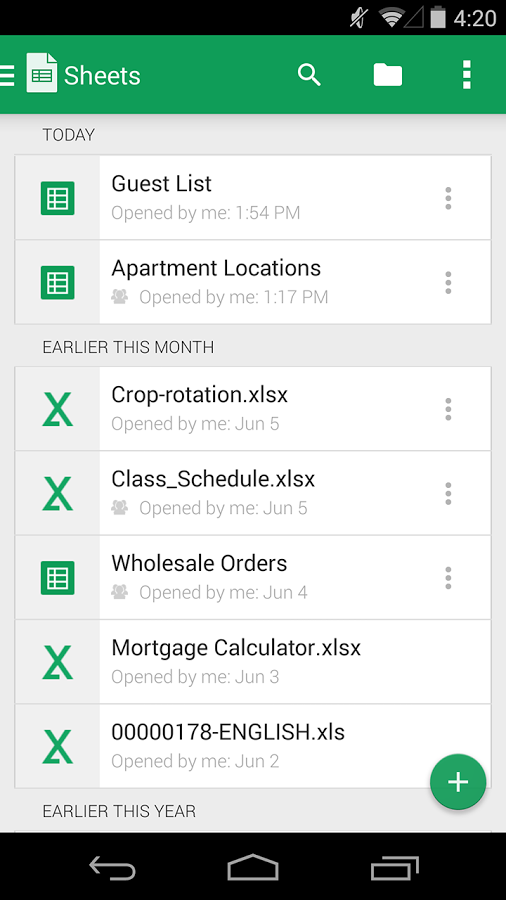 4:20
Sheets
TODAY
Guest List
Opened by me: 1:54 PM
Apartment Locations
Opened by me: 1:17 PM
EARLIER THIS MONTH
Crop-rotation.xlsx
Opened by me: Jun 5
Class_Schedule.xlsx
Opened by me: Jun 5
Wholesale Orders
Opened by me: Jun 4
Mortgage Calculator.xlsx
Opened by me: Jun 3
00000178-ENGLISH.xls
Opened by me: Jun 2
EARLIER THIS YEAR